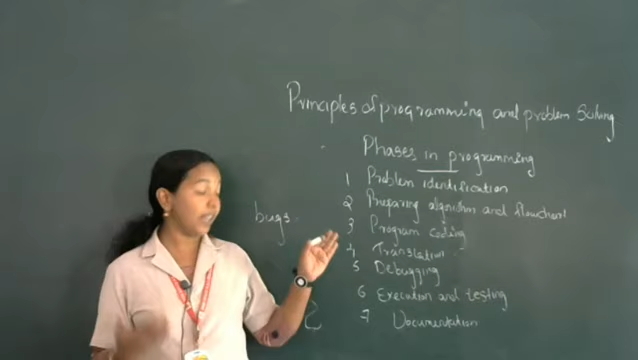 Principles of programming and problem Solving
Phases in programming
1 Problem identification
2 Preparing algorithm and flowchart
3 Program coding
4 Translation
bugs.
5 Debugging
6 Execution and testing
7 Documentation